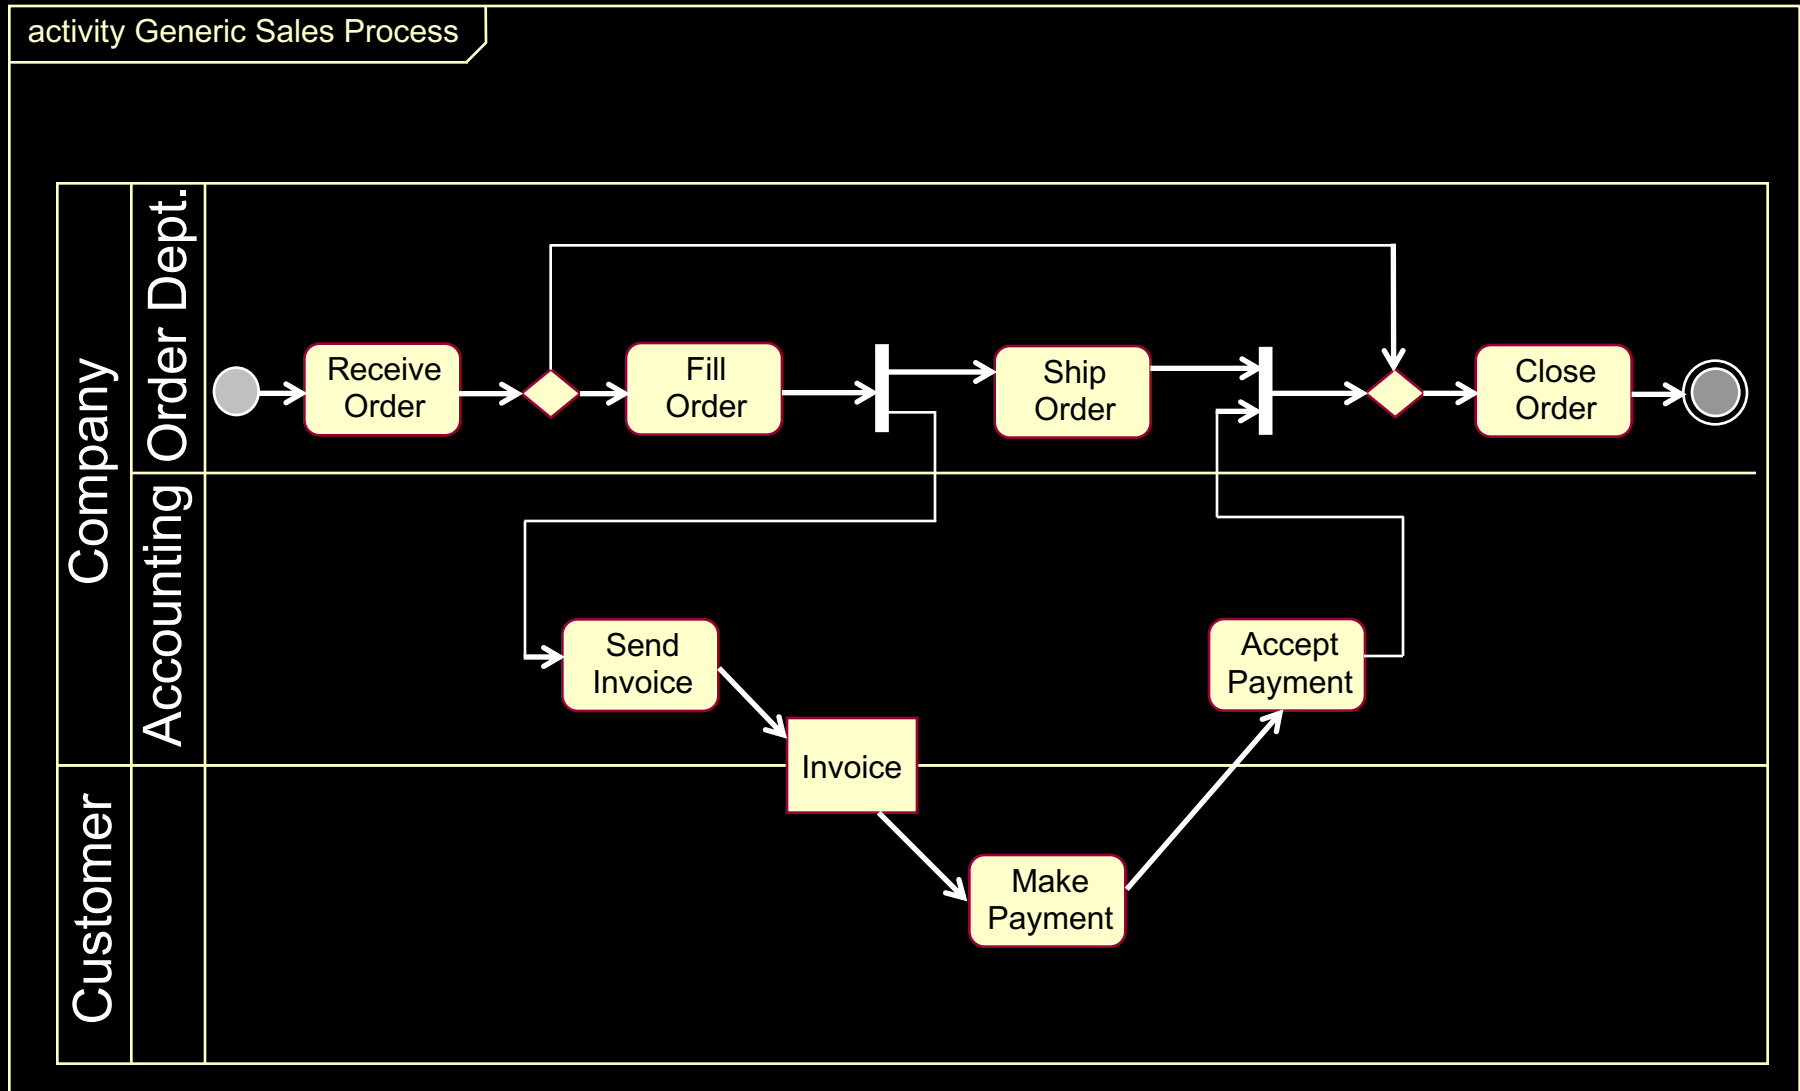 activity Generic Sales Process
Company
Order Dept.
Receive
Order
Fill
Order
Ship
Order
Close
Order
Accounting
Send
Invoice
Accept
Payment
Invoice
Customer
Make
Payment